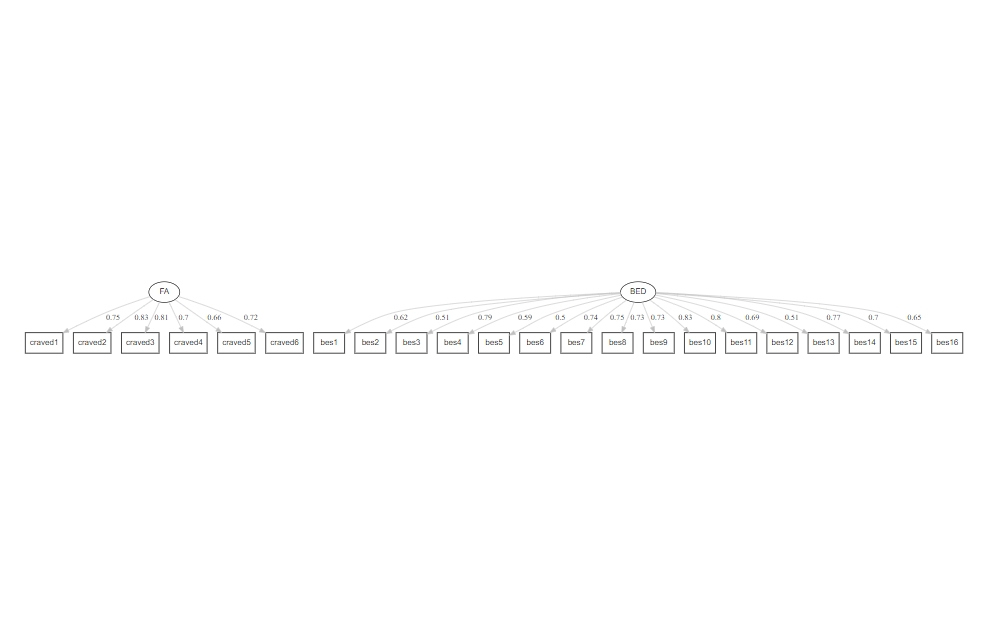 FA BED
0.75 0.83 0.81 0.7 0.66 0.72 0.62 0.51 0.79 0.59 0.5 0.74 0.75 0.73 0.73 0.83 0.8 0.69 0.51 0.77 0.7 0.65
craved1 craved2 craved3 craved4 craved5 craved6 bes1 bes2 bes3 bes4 bes5 bes6 bes7 bes8 bes9 bes10 bes11 bes12 bes13 bes14 bes15 bes16